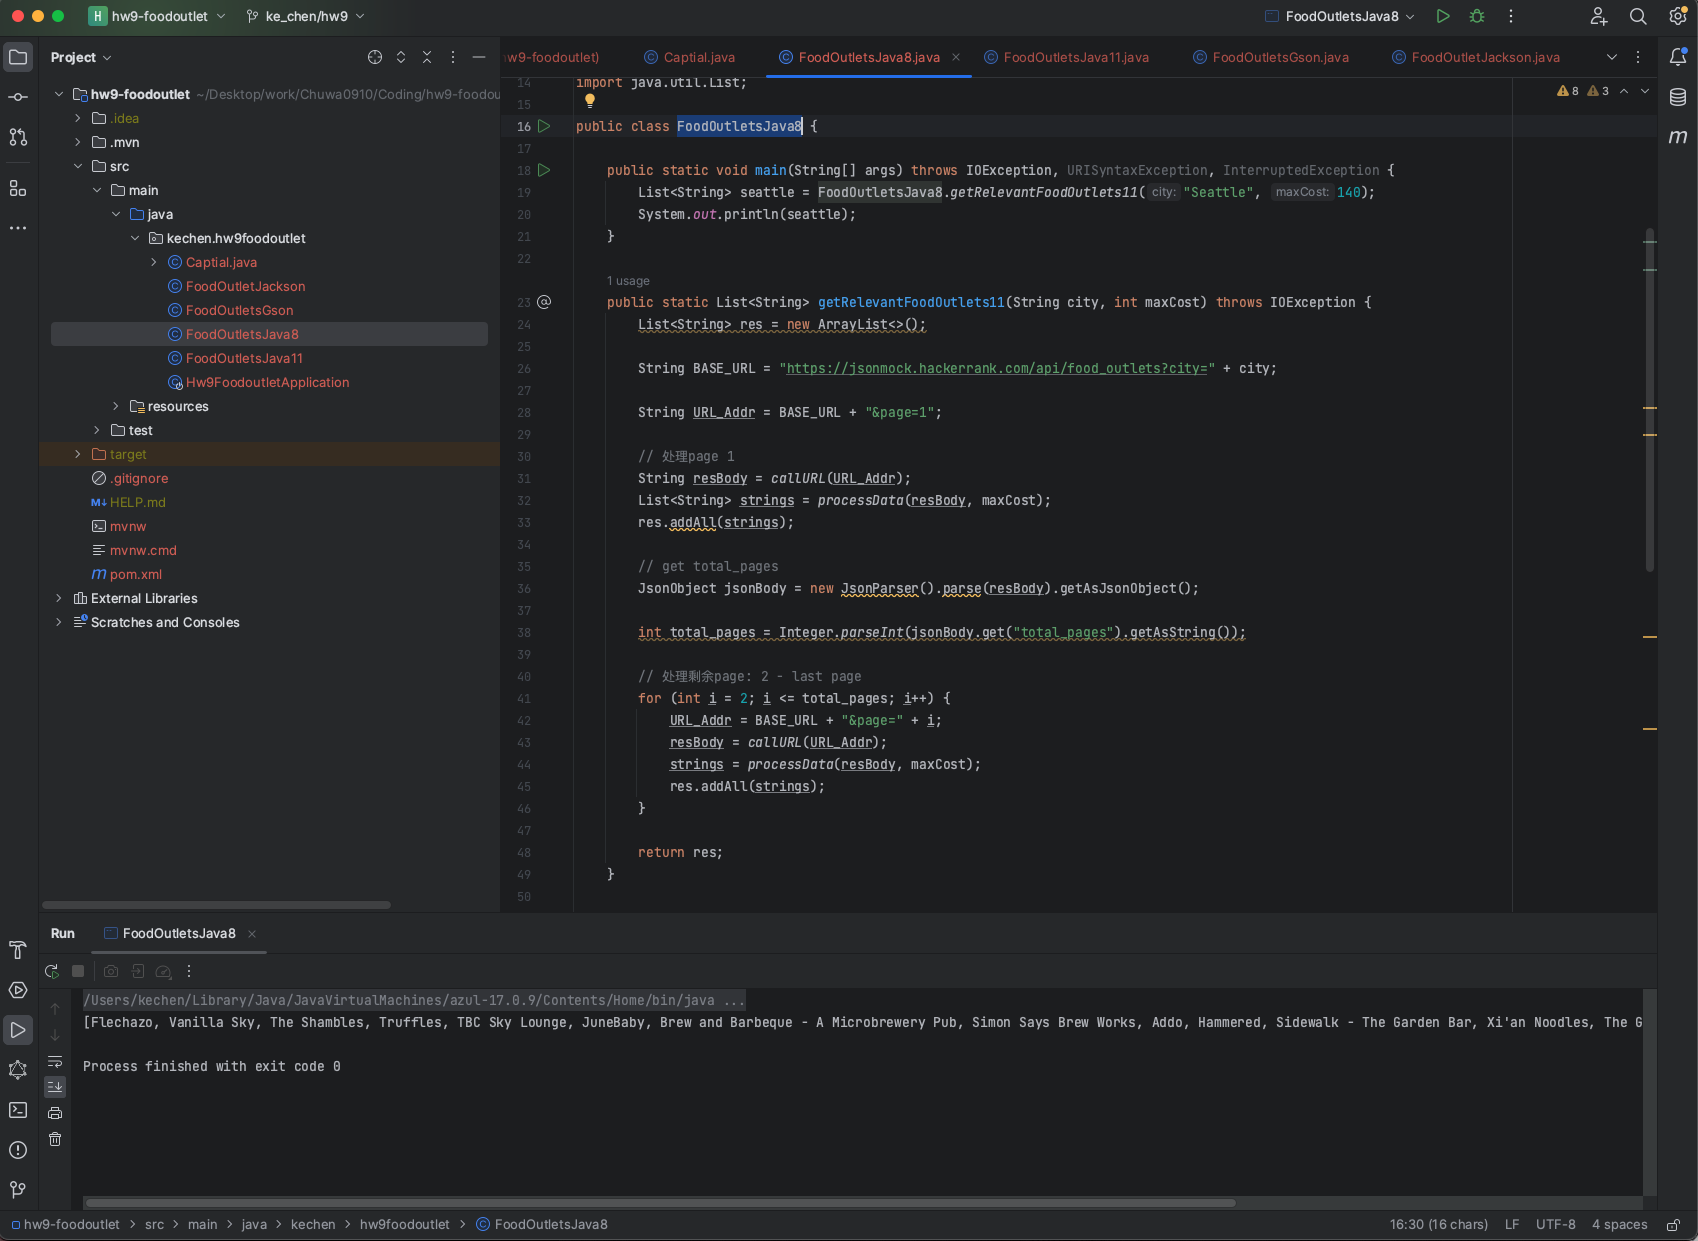 H hw9-foodoutlet ke_chen/hw9 FoodOutletsJava8
Project
hw9-foodoutlet ~/Desktop/work/Chuwa0910/Coding/hw9-foodou
.idea
.mvn
src
main
java
kechen.hw9foodoutlet
Captial.java
FoodOutletJackson
FoodOutletsGson
FoodOutletsJava8
FoodOutletsJava11
Hw9FoodoutletApplication
resources
test
target
.gitignore
HELP.md
mvnw
mvnw.cmd
pom.xml
External Libraries
Scratches and Consoles
hw9-foodoutlet) Captial.java FoodOutletsJava8.java FoodOutletsJava11.java FoodOutletsGson.java FoodOutletJackson.java
8 3
14 import java.util.List;
15
16 public class FoodOutletsJava8 {
17
18 public static void main(String[] args) throws IOException, URISyntaxException, InterruptedException {
19 List<String> seattle = FoodOutletsJava8.getRelevantFoodOutlets11( city: "Seattle", maxCost: 140);
20 System.out.println(seattle);
21 }
22
1 usage
23 public static List<String> getRelevantFoodOutlets11(String city, int maxCost) throws IOException {
24 List<String> res = new ArrayList<>();
25
26 String BASE_URL = "https://jsonmock.hackerrank.com/api/food_outlets?city=" + city;
27
28 String URL_Addr = BASE_URL + "&page=1";
29
30 // 处理page 1
31 String resBody = callURL(URL_Addr);
32 List<String> strings = processData(resBody, maxCost);
33 res.addAll(strings);
34
35 // get total_pages
36 JsonObject jsonBody = new JsonParser().parse(resBody).getAsJsonObject();
37
38 int total_pages = Integer.parseInt(jsonBody.get("total_pages").getAsString());
39
40 // 处理剩余page: 2 - last page
41 for (int i = 2; i <= total_pages; i++) {
42 URL_Addr = BASE_URL + "&page=" + i;
43 resBody = callURL(URL_Addr);
44 strings = processData(resBody, maxCost);
45 res.addAll(strings);
46 }
47
48 return res;
49 }
50
Run FoodOutletsJava8
/Users/kechen/Library/Java/JavaVirtualMachines/azul-17.0.9/Contents/Home/bin/java ...
[Flechazo, Vanilla Sky, The Shambles, Truffles, TBC Sky Lounge, JuneBaby, Brew and Barbeque - A Microbrewery Pub, Simon Says Brew Works, Addo, Hammered, Sidewalk - The Garden Bar, Xi'an Noodles, The G
Process finished with exit code 0
hw9-foodoutlet > src > main > java > kechen > hw9foodoutlet > FoodOutletsJava8 16:30 (16 chars) LF UTF-8 4 spaces